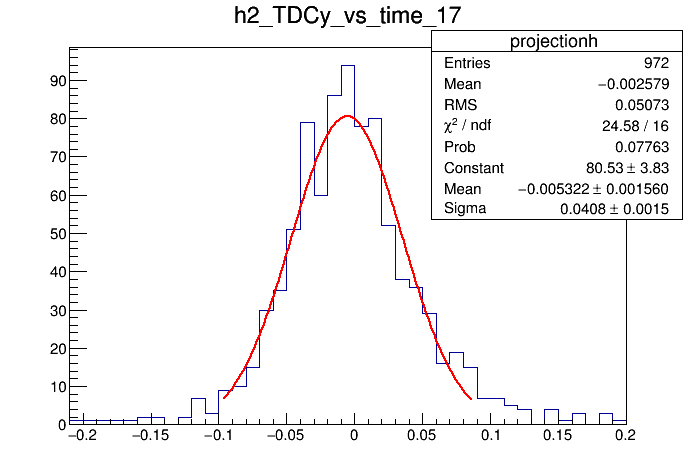 h2_TDCy_vs_time_17
projectionh
Entries 972
Mean −0.002579
RMS 0.05073
χ² / ndf 24.58 / 16
Prob 0.07763
Constant 80.53 ± 3.83
Mean −0.005322 ± 0.001560
Sigma 0.0408 ± 0.0015
90
80
70
60
50
40
30
20
10
0
−0.2 −0.15 −0.1 −0.05 0 0.05 0.1 0.15 0.2